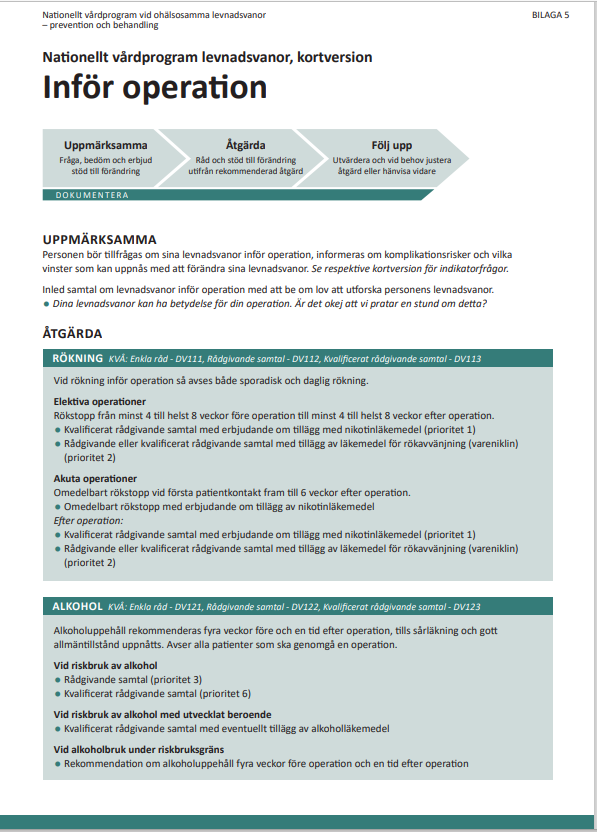 Nationellt vårdprogram vid ohälsosamma levnadsvanor
– prevention och behandling
BILAGA 5
Nationellt vårdprogram levnadsvanor, kortversion
Inför operation
Uppmärksamma
Fråga, bedöm och erbjud
stöd till förändring
Åtgärda
Råd och stöd till förändring
utifrån rekommenderad åtgärd
Följ upp
Utvärdera och vid behov justera
åtgärd eller hänvisa vidare
DOKUMENTERA
UPPMÄRKSAMMA
Personen bör tillfrågas om sina levnadsvanor inför operation, informeras om komplikationsrisker och vilka
vinster som kan uppnås med att förändra sina levnadsvanor. Se respektive kortversion för indikatorfrågor.
Inled samtal om levnadsvanor inför operation med att be om lov att utforska personens levnadsvanor.
● Dina levnadsvanor kan ha betydelse för din operation. Är det okej att vi pratar en stund om detta?
ÅTGÄRDA
RÖKNING KVÅ: Enkla råd - DV111, Rådgivande samtal - DV112, Kvalificerat rådgivande samtal - DV113
Vid rökning inför operation så avses både sporadisk och daglig rökning.
Elektiva operationer
Rökstopp från minst 4 till helst 8 veckor före operation till minst 4 till helst 8 veckor efter operation.
● Kvalificerat rådgivande samtal med erbjudande om tillägg med nikotinläkemedel (prioritet 1)
● Rådgivande eller kvalificerat rådgivande samtal med tillägg av läkemedel för rökavvänjning (vareniklin)
(prioritet 2)
Akuta operationer
Omedelbart rökstopp vid första patientkontakt fram till 6 veckor efter operation.
● Omedelbart rökstopp med erbjudande om tillägg av nikotinläkemedel
Efter operation:
● Kvalificerat rådgivande samtal med erbjudande om tillägg med nikotinläkemedel (prioritet 1)
● Rådgivande eller kvalificerat rådgivande samtal med tillägg av läkemedel för rökavvänjning (vareniklin)
(prioritet 2)
ALKOHOL KVÅ: Enkla råd - DV121, Rådgivande samtal - DV122, Kvalificerat rådgivande samtal - DV123
Alkoholuppehåll rekommenderas fyra veckor före och en tid efter operation, tills sårläkning och gott
allmäntillstånd uppnåtts. Avser alla patienter som ska genomgå en operation.
Vid riskbruk av alkohol
● Rådgivande samtal (prioritet 3)
● Kvalificerat rådgivande samtal (prioritet 6)
Vid riskbruk av alkohol med utvecklat beroende
● Kvalificerat rådgivande samtal med eventuellt tillägg av alkoholläkemedel
Vid alkoholbruk under riskbruksgräns
● Rekommendation om alkoholuppehåll fyra veckor före operation och en tid efter operation